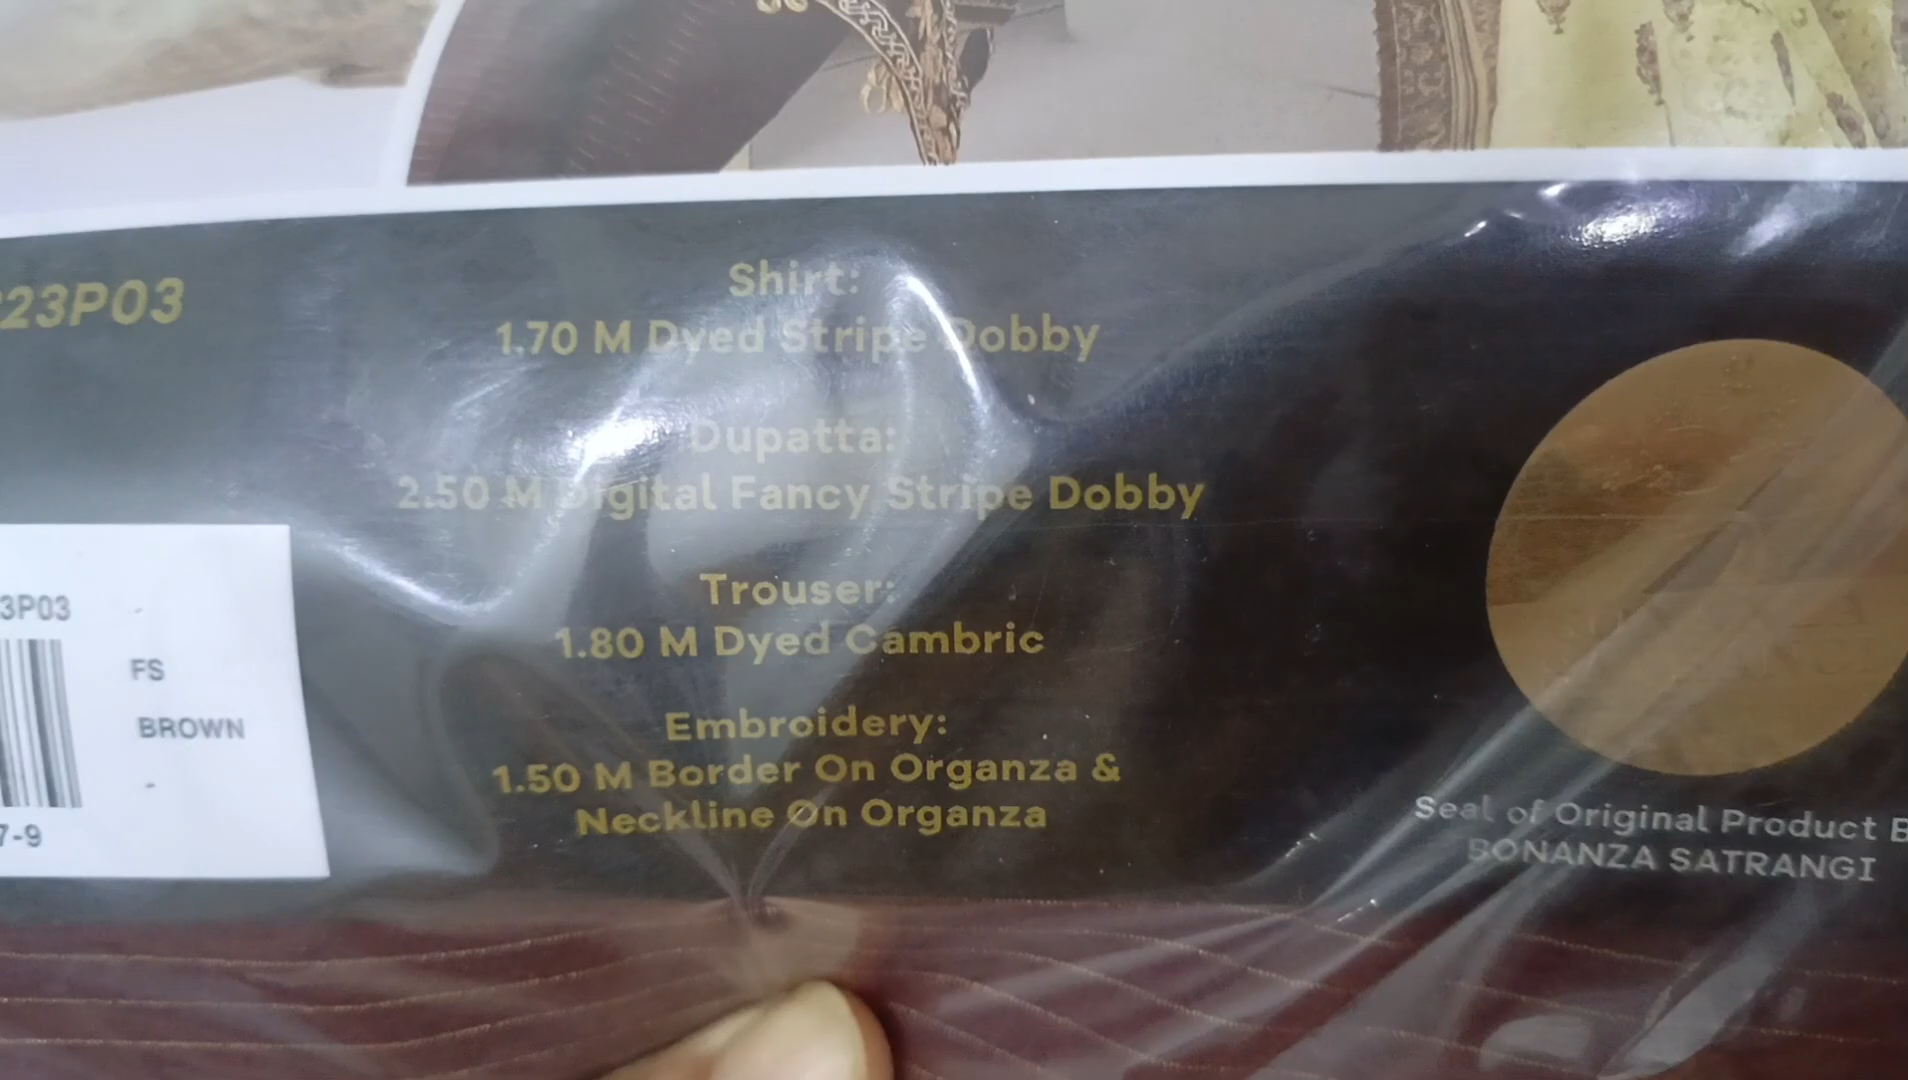 23P03
Shirt:
1.70 M Dyed Stripe Dobby
Dupatta:
2.50 M Digital Fancy Stripe Dobby
Trouser:
1.80 M Dyed Cambric
Embroidery:
1.50 M Border On Organza &
Neckline On Organza
3P03
FS
BROWN
-
7-9
Seal of Original Product B
BONANZA SATRANGI